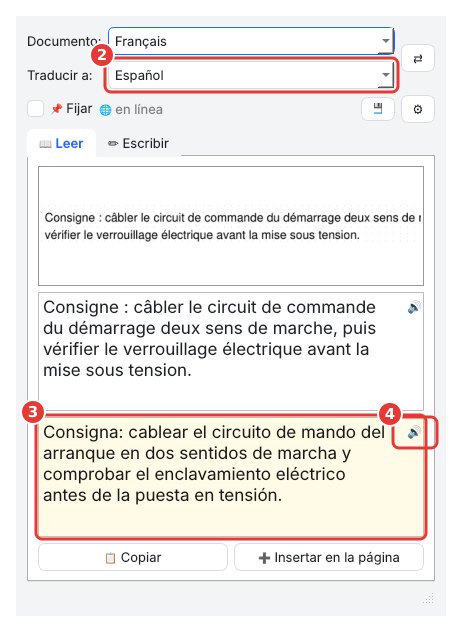 Documento: Français
2
Traducir a: Español
Fijar en línea
Leer Escribir
Consigne : câbler le circuit de commande du démarrage deux sens de
vérifier le verrouillage électrique avant la mise sous tension.
Consigne : câbler le circuit de commande
du démarrage deux sens de marche, puis
vérifier le verrouillage électrique avant la
mise sous tension.
3
4
Consigna: cablear el circuito de mando del
arranque en dos sentidos de marcha y
comprobar el enclavamiento eléctrico
antes de la puesta en tensión.
Copiar Insertar en la página